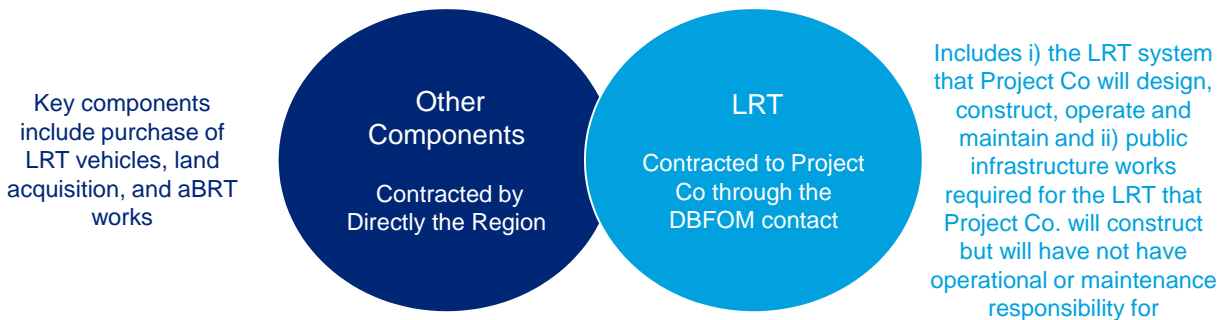 Key components
include purchase of
LRT vehicles, land
acquisition, and aBRT
works
Other
Components
Contracted by
Directly the Region
LRT
Contracted to Project
Co through the
DBFOM contact
Includes i) the LRT system
that Project Co will design,
construct, operate and
maintain and ii) public
infrastructure works
required for the LRT that
Project Co. will construct
but will have not have
operational or maintenance
responsibility for